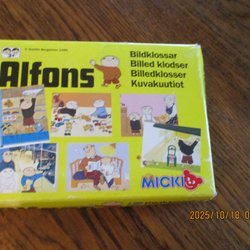 Alfons
Bildklossar
Billed klodser
Billedklosser
Kuvakuutiot
MICKI
2025/10/18